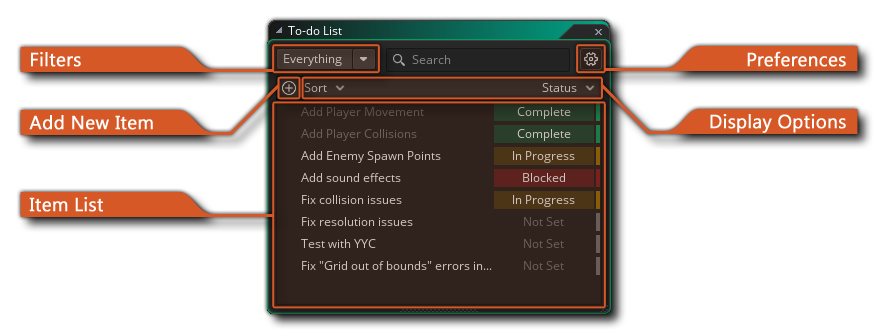 To-do List
Filters
Everything
Search
Preferences
Sort
Status
Add New Item
Display Options
Add Player Movement Complete
Add Player Collisions Complete
Add Enemy Spawn Points In Progress
Add sound effects Blocked
Item List
Fix collision issues In Progress
Fix resolution issues Not Set
Test with YYC Not Set
Fix "Grid out of bounds" errors in... Not Set